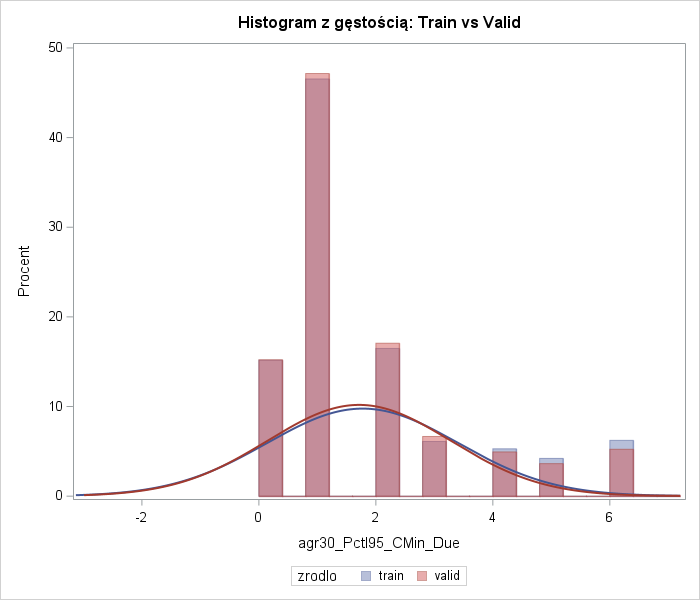 Histogram z gęstością: Train vs Valid
50
40
30
20
10
0
Procent
-2 0 2 4 6
agr30_Pctl95_CMin_Due
zrodlo train valid